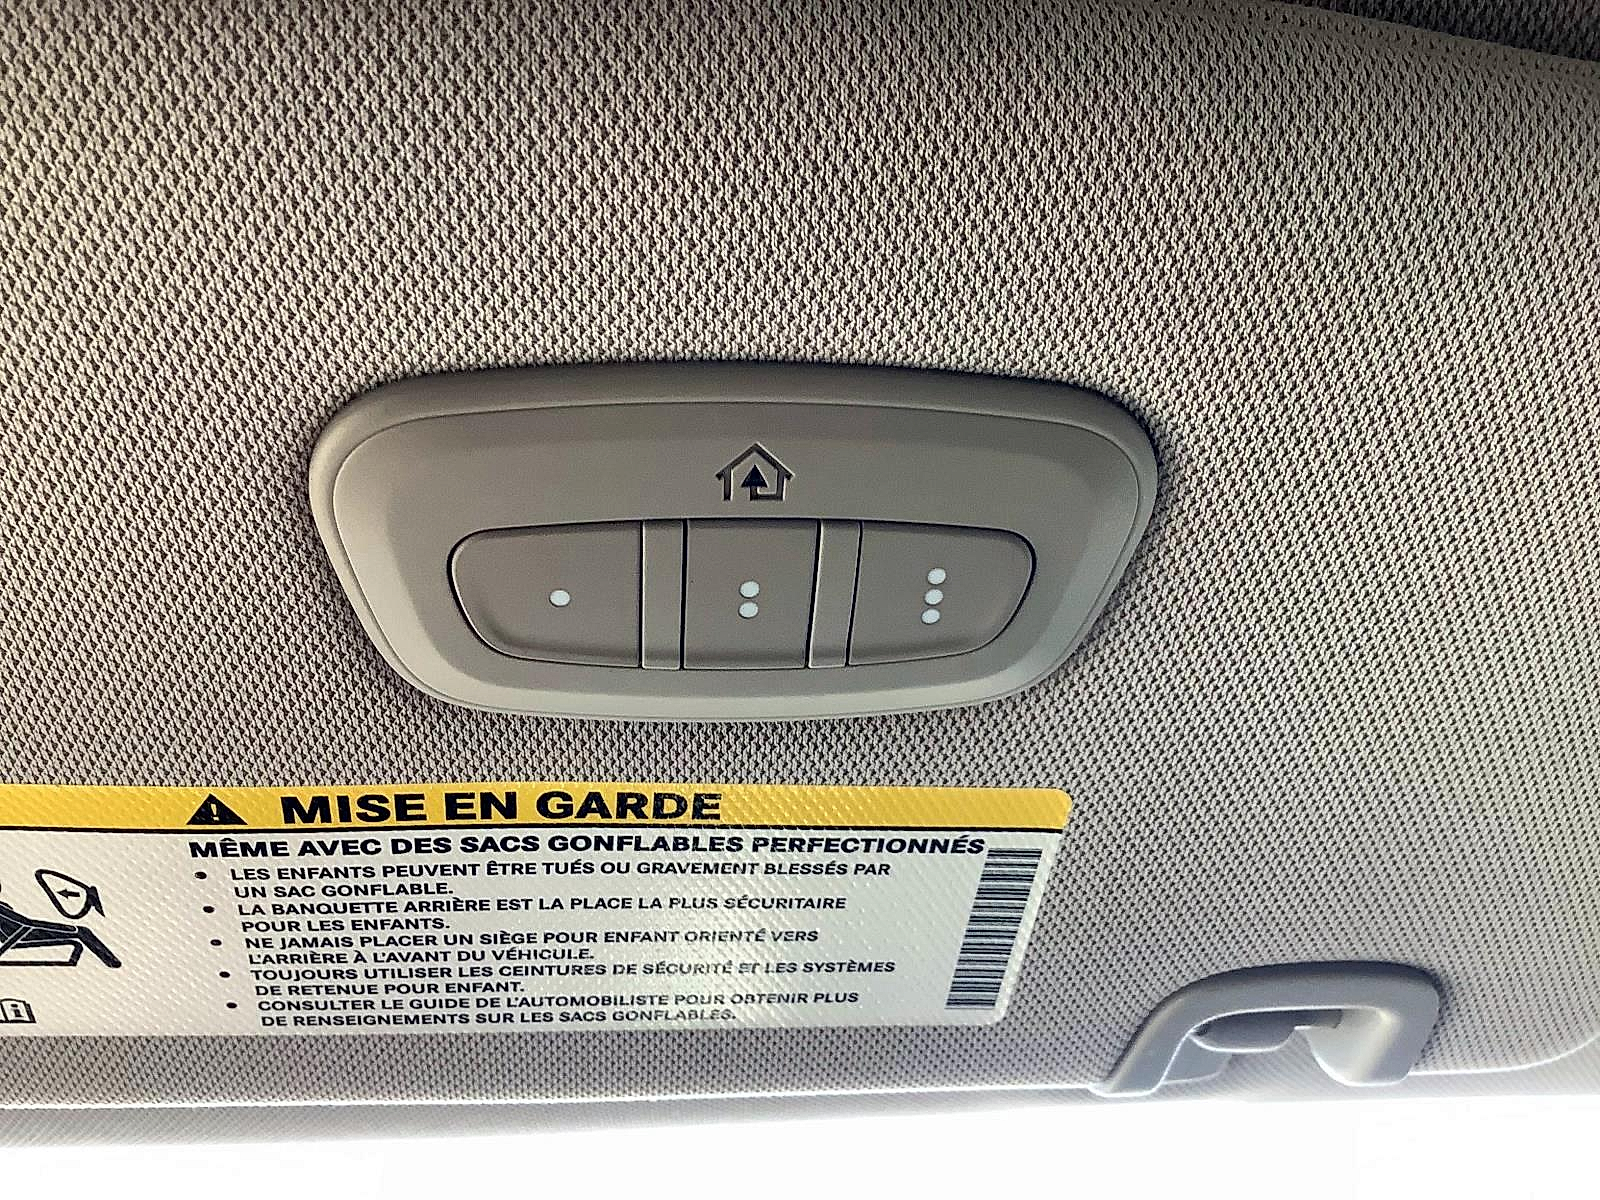 MISE EN GARDE
MÊME AVEC DES SACS GONFLABLES PERFECTIONNÉS
• LES ENFANTS PEUVENT ÊTRE TUÉS OU GRAVEMENT BLESSÉS PAR
UN SAC GONFLABLE.
• LA BANQUETTE ARRIÈRE EST LA PLACE LA PLUS SÉCURITAIRE
POUR LES ENFANTS.
• NE JAMAIS PLACER UN SIÈGE POUR ENFANT ORIENTÉ VERS
L'ARRIÈRE À L'AVANT DU VÉHICULE.
• TOUJOURS UTILISER LES CEINTURES DE SÉCURITÉ ET LES SYSTÈMES
DE RETENUE POUR ENFANT.
• CONSULTER LE GUIDE DE L'AUTOMOBILISTE POUR OBTENIR PLUS
DE RENSEIGNEMENTS SUR LES SACS GONFLABLES.